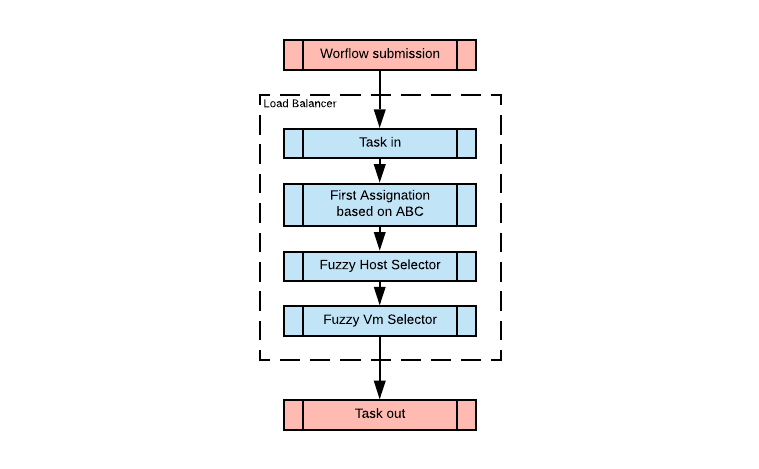 Worflow submission
Load Balancer
Task in
First Assignation
based on ABC
Fuzzy Host Selector
Fuzzy Vm Selector
Task out